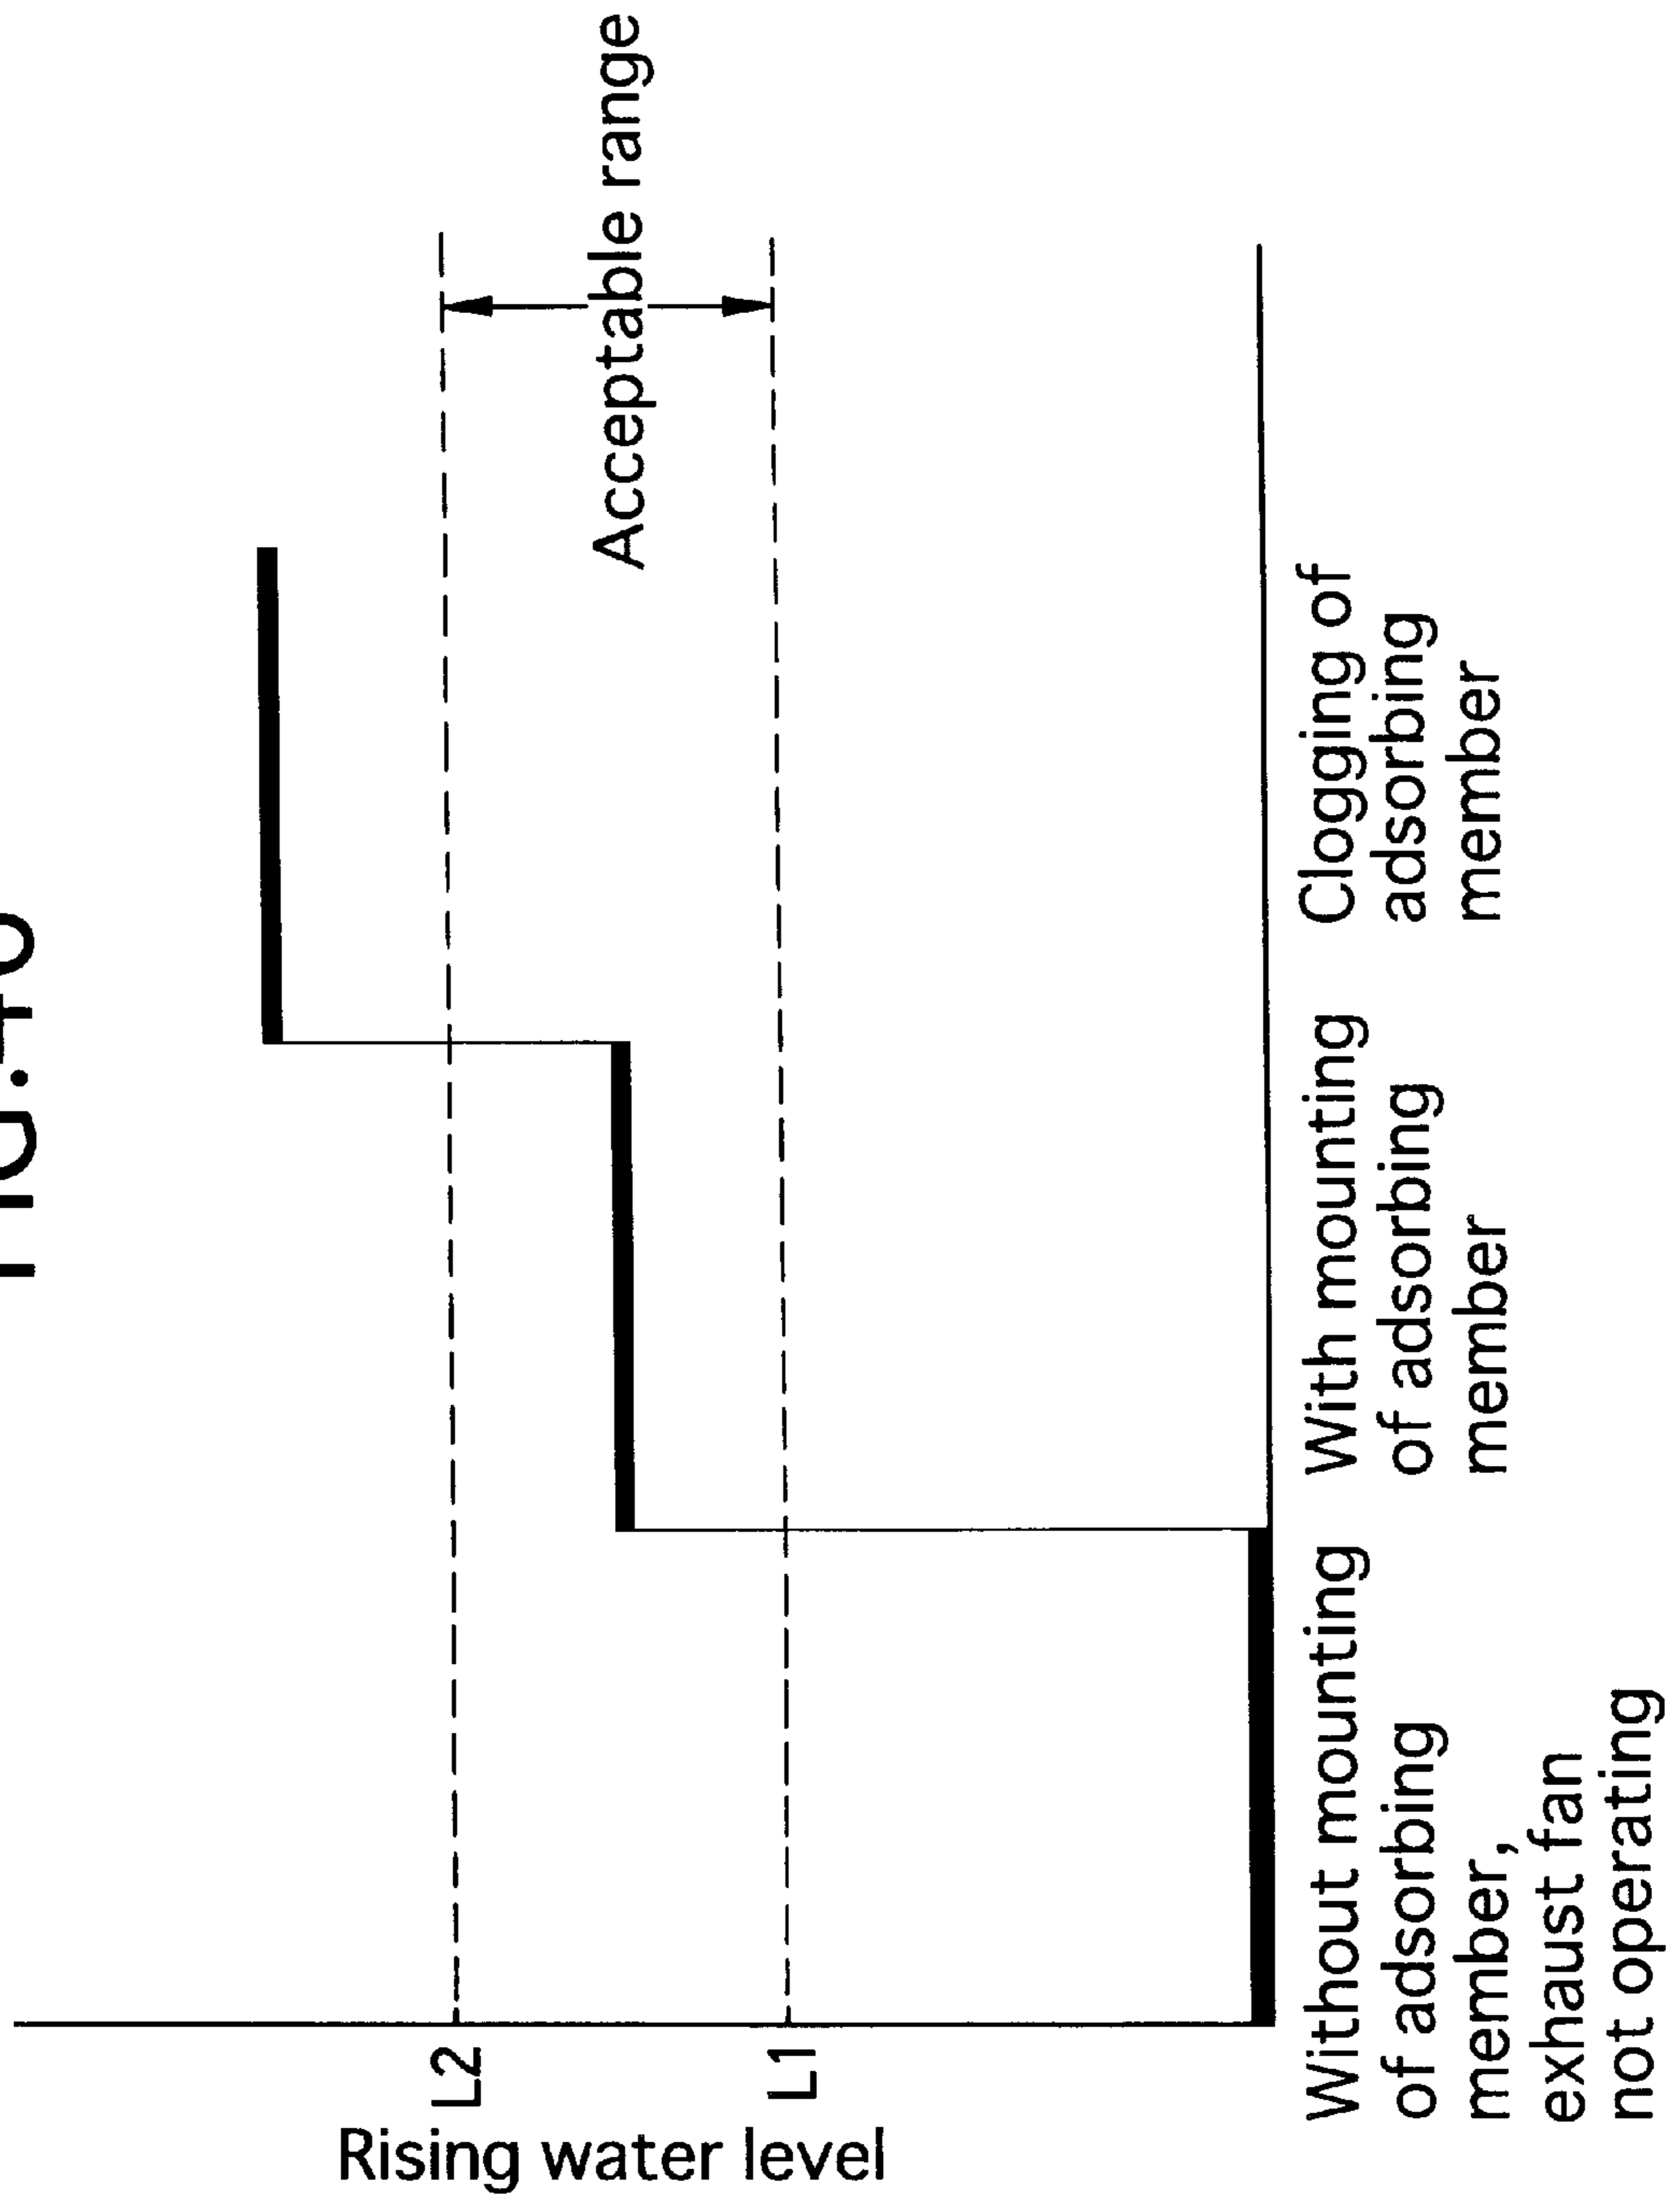 Acceptable range
L2
L1
Rising water level
Without mounting
of adsorbing
member,
exhaust fan
not operating
With mounting
of adsorbing
member
Clogging of
adsorbing
member